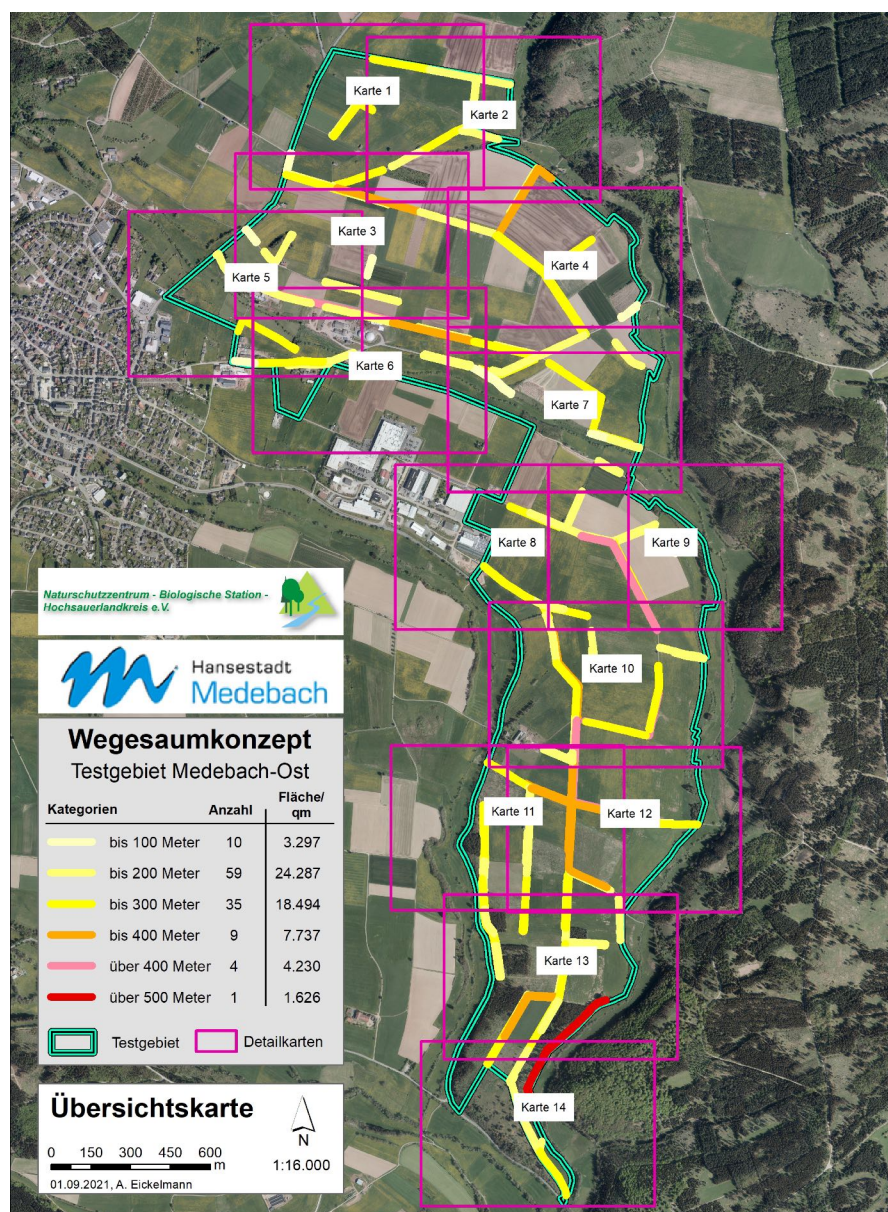 Karte 1
Karte 2
Karte 3
Karte 4
Karte 5
Karte 6
Karte 7
Karte 8
Karte 9
Karte 10
Karte 11
Karte 12
Karte 13
Karte 14
Naturschutzzentrum - Biologische Station -
Hochsauerlandkreis e.V.
Hansestadt
Medebach
Wegesaumkonzept
Testgebiet Medebach-Ost
Kategorien Anzahl Fläche/
qm
bis 100 Meter 10 3.297
bis 200 Meter 59 24.287
bis 300 Meter 35 18.494
bis 400 Meter 9 7.737
über 400 Meter 4 4.230
über 500 Meter 1 1.626
Testgebiet Detailkarten
Übersichtskarte
N
0 150 300 450 600
m
1:16.000
01.09.2021, A. Eickelmann